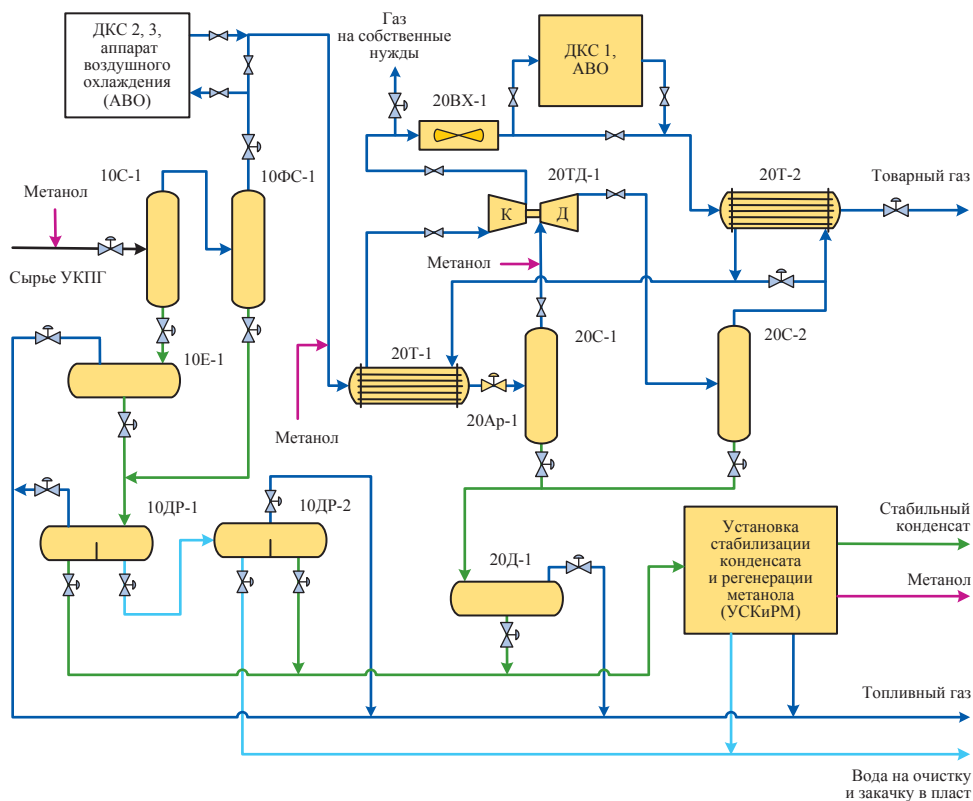 ДКС 2, 3,
аппарат
воздушного
охлаждения
(АВО)
Газ
на собственные
нужды
ДКС 1,
АВО
20ВХ-1
10С-1
10ФС-1
20ТД-1
20Т-2
Товарный газ
Метанол
К
Д
Сырье УКПГ
Метанол
20С-1
20С-2
10Е-1
20Т-1
20Ар-1
Метанол
10ДР-1
10ДР-2
20Д-1
Установка
стабилизации
конденсата
и регенерации
метанола
(УСКиРМ)
Стабильный
конденсат
Метанол
Топливный газ
Вода на очистку
и закачку в пласт